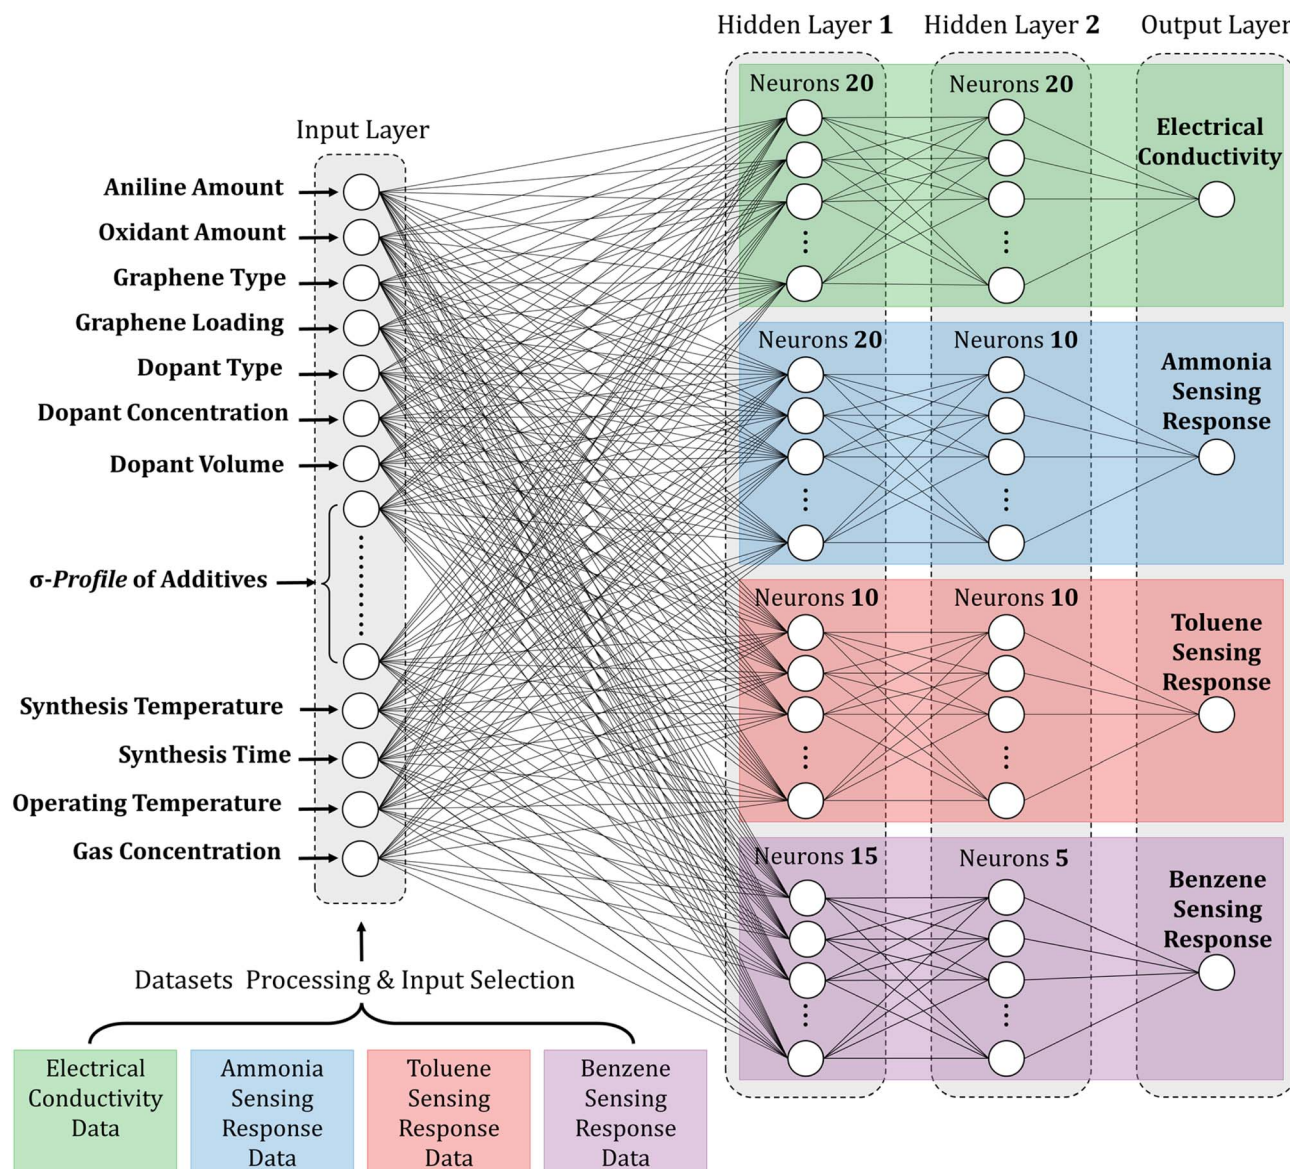 Hidden Layer 1
Hidden Layer 2
Output Layer
Input Layer
Aniline Amount
Oxidant Amount
Graphene Type
Graphene Loading
Dopant Type
Dopant Concentration
Dopant Volume
σ-Profile of Additives
Synthesis Temperature
Synthesis Time
Operating Temperature
Gas Concentration
Neurons 20
Neurons 20
Electrical
Conductivity
Neurons 20
Neurons 10
Ammonia
Sensing
Response
Neurons 10
Neurons 10
Toluene
Sensing
Response
Neurons 15
Neurons 5
Benzene
Sensing
Response
Datasets Processing & Input Selection
Electrical
Conductivity
Data
Ammonia
Sensing
Response
Data
Toluene
Sensing
Response
Data
Benzene
Sensing
Response
Data